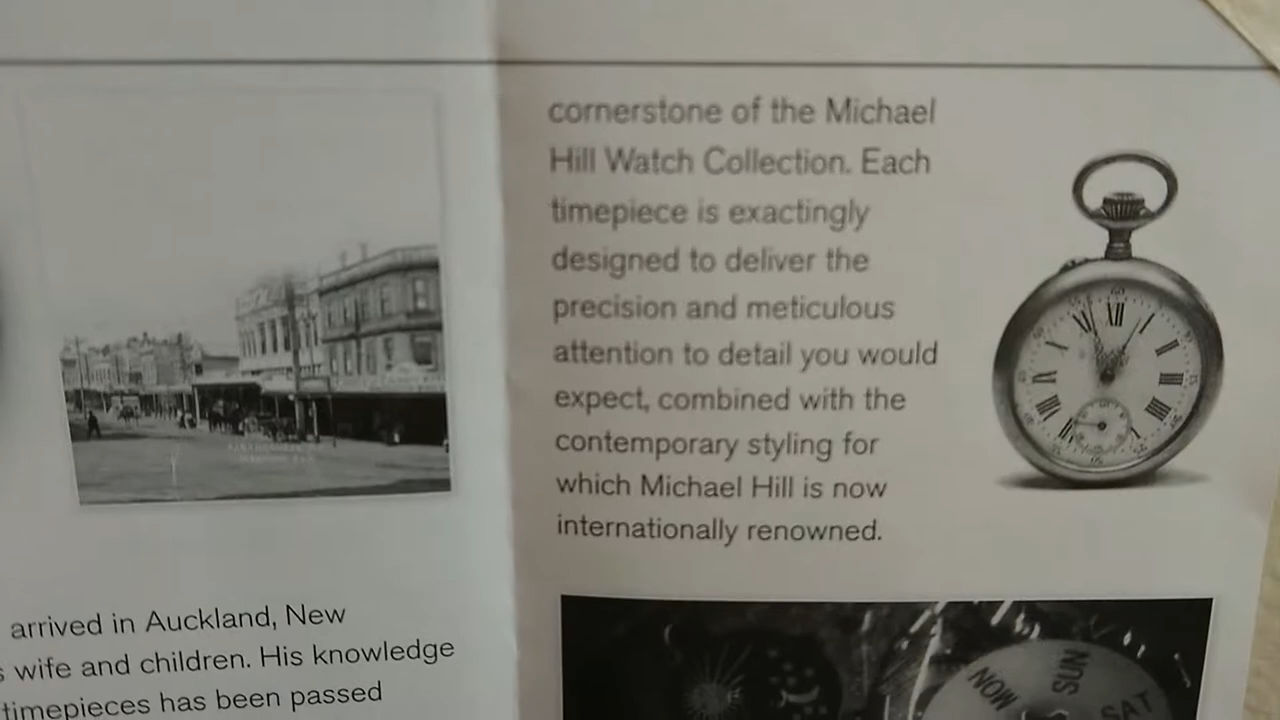 cornerstone of the Michael
Hill Watch Collection. Each
timepiece is exactingly
designed to deliver the
precision and meticulous
attention to detail you would
expect, combined with the
contemporary styling for
which Michael Hill is now
internationally renowned.
arrived in Auckland, New
wife and children. His knowledge
timepieces has been passed
SUN
SAT